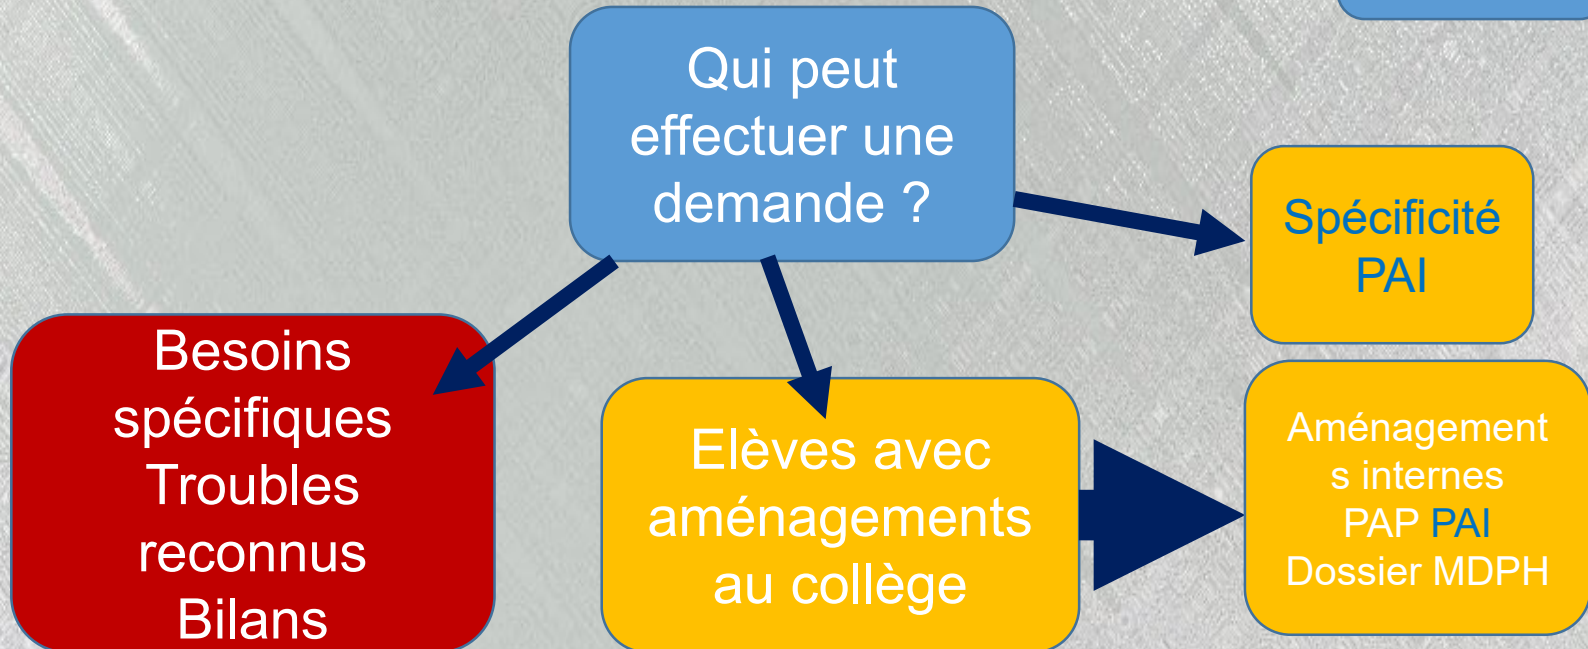 Qui peut
effectuer une
demande ?
Spécificité
PAI
Besoins
spécifiques
Troubles
reconnus
Bilans
Elèves avec
aménagements
au collège
Aménagement
s internes
PAP PAI
Dossier MDPH